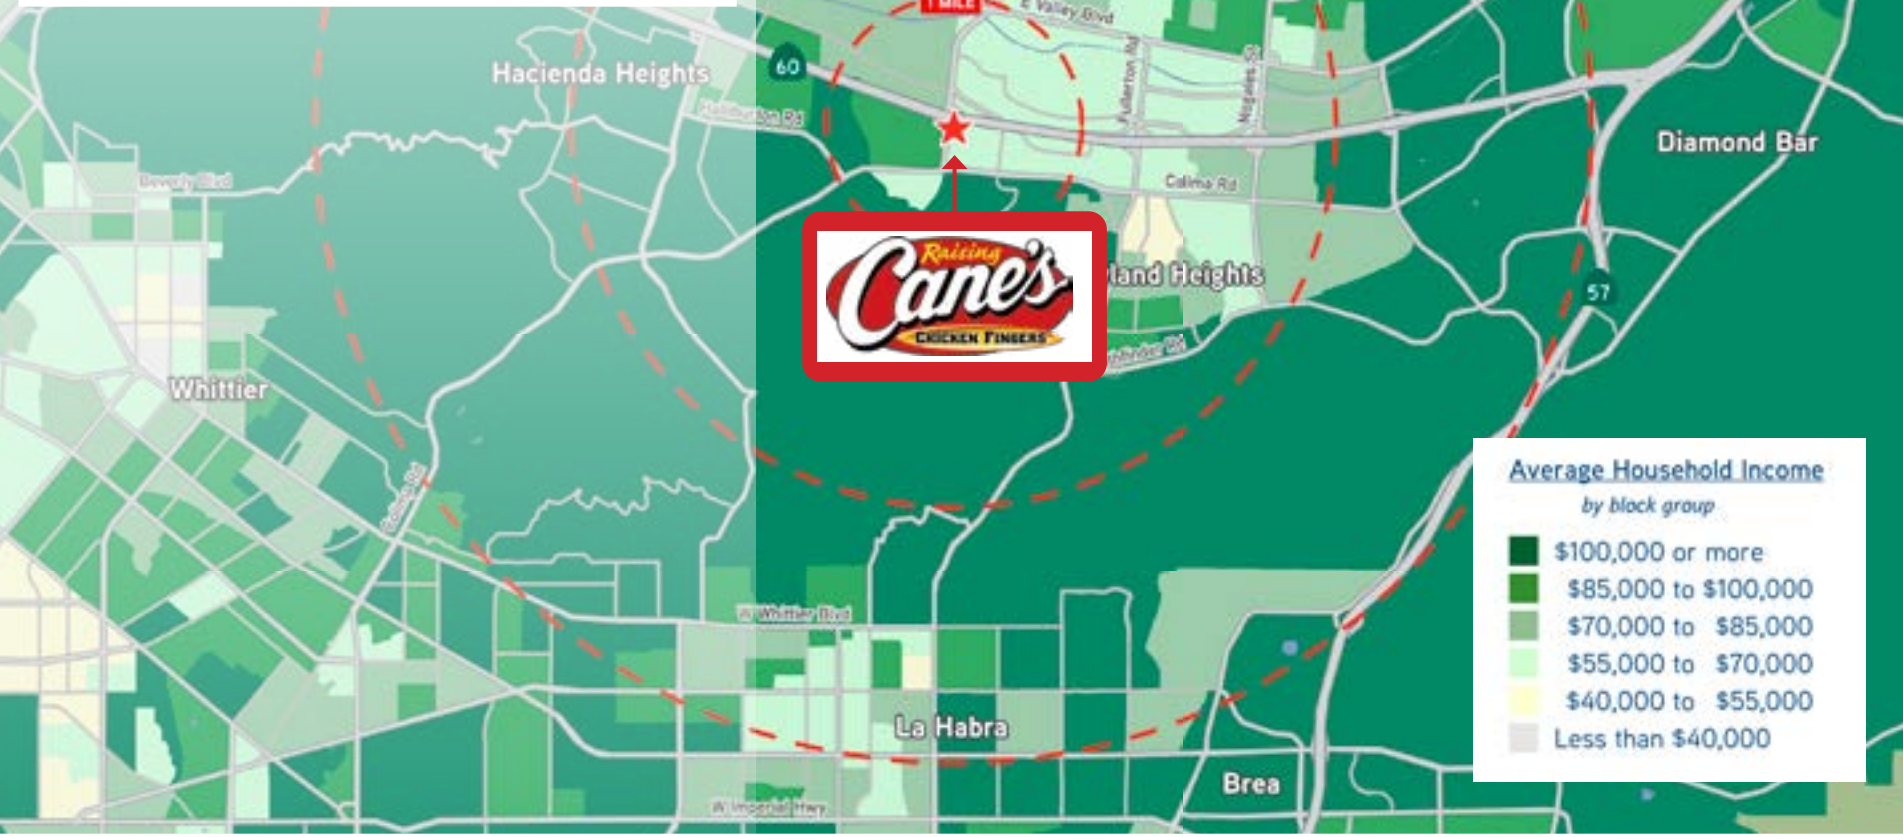 1 MILE
E Valley Blvd
60
Hacienda Heights
Fullerton Rd
Nogales St
Halliburton Rd
Diamond Bar
Beverly Blvd
Colima Rd
Raising
Cane's
CHICKEN FINGERS
land Heights
57
Whittier
Colima Rd
W Whittier Blvd
La Habra
Brea
W Imperial Hwy
Average Household Income
by block group
$100,000 or more
$85,000 to $100,000
$70,000 to $85,000
$55,000 to $70,000
$40,000 to $55,000
Less than $40,000